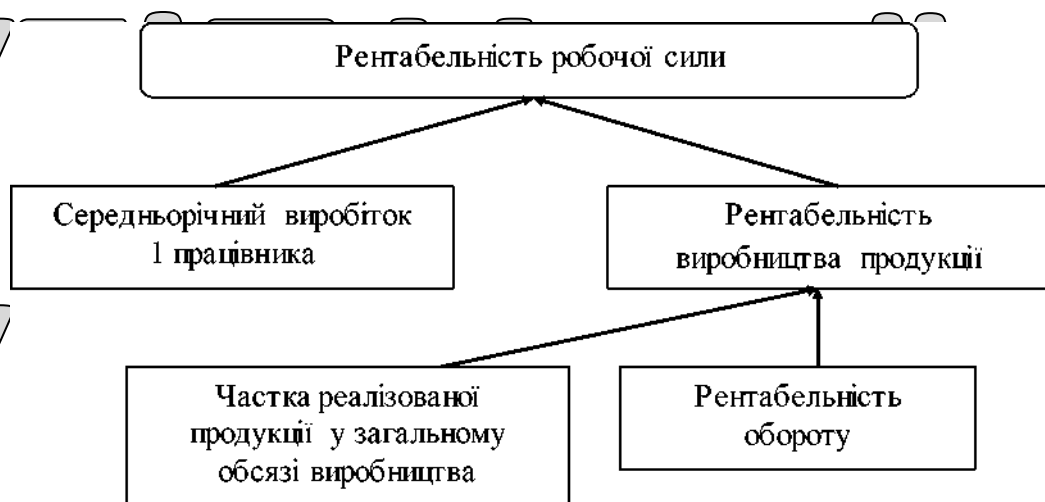 Рентабельність робочої сили
Середньорічний виробіток
1 працівника
Рентабельність
виробництва продукції
Частка реалізованої
продукції у загальному
обсязі виробництва
Рентабельність
обороту